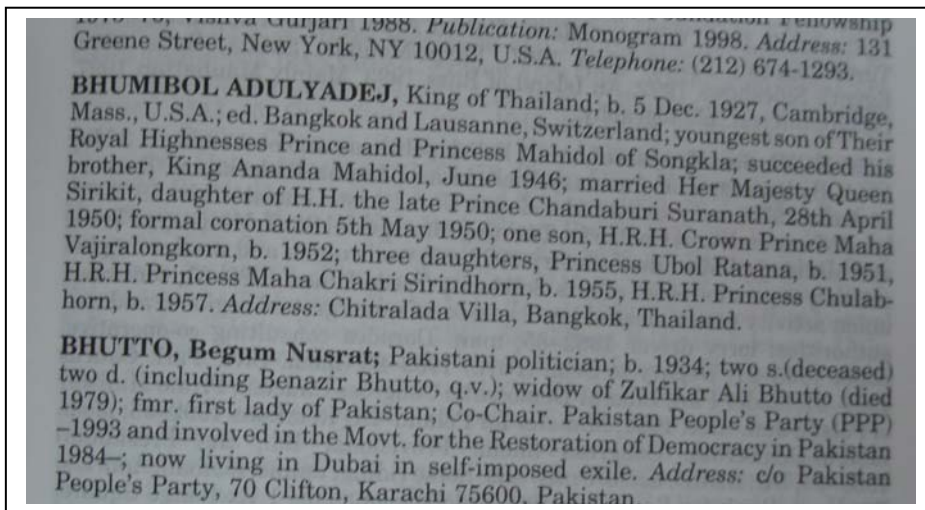 1988. Publication: Monogram 1998. Address: 131
Greene Street, New York, NY 10012, U.S.A. Telephone: (212) 674-1293.
BHUMIBOL ADULYADEJ, King of Thailand; b. 5 Dec. 1927, Cambridge,
Mass., U.S.A.; ed. Bangkok and Lausanne, Switzerland; youngest son of Their
Royal Highnesses Prince and Princess Mahidol of Songkla; succeeded his
brother, King Ananda Mahidol, June 1946; married Her Majesty Queen
Sirikit, daughter of H.H. the late Prince Chandaburi Suranath, 28th April
1950; formal coronation 5th May 1950; one son, H.R.H. Crown Prince Maha
Vajiralongkorn, b. 1952; three daughters, Princess Ubol Ratana, b. 1951,
H.R.H. Princess Maha Chakri Sirindhorn, b. 1955, H.R.H. Princess Chulab-
horn, b. 1957. Address: Chitralada Villa, Bangkok, Thailand.
BHUTTO, Begum Nusrat; Pakistani politician; b. 1934; two s.(deceased)
two d. (including Benazir Bhutto, q.v.); widow of Zulfikar Ali Bhutto (died
1979); fmr. first lady of Pakistan; Co-Chair. Pakistan People's Party (PPP)
–1993 and involved in the Movt. for the Restoration of Democracy in Pakistan
1984–; now living in Dubai in self-imposed exile. Address: c/o Pakistan
People's Party, 70 Clifton, Karachi 75600, Pakistan.